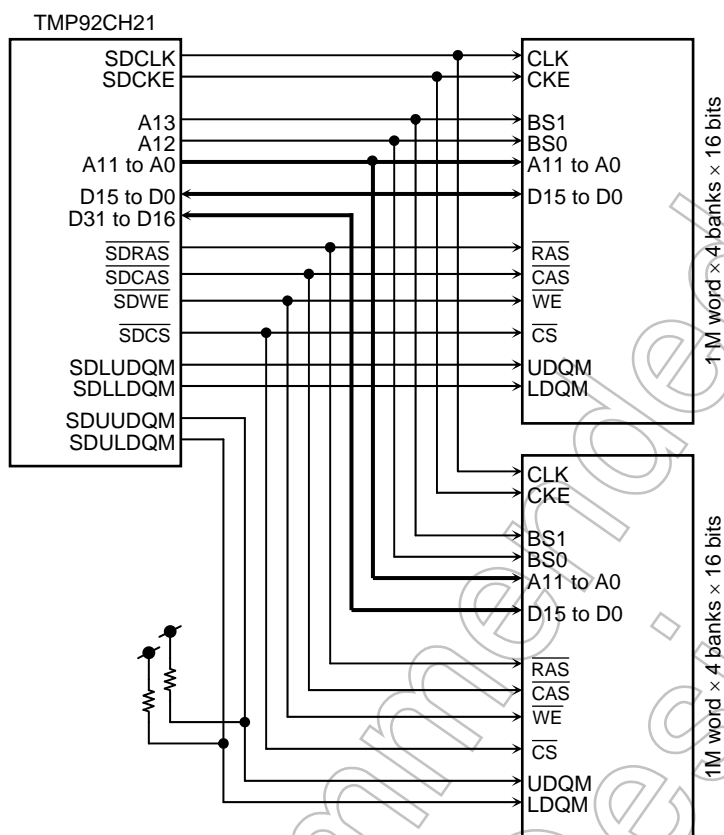 TMP92CH21
SDCLK
SDCKE
A13
A12
A11 to A0
D15 to D0
D31 to D16
SDRAS
SDCAS
SDWE
SDCS
SDLUDQM
SDLLDQM
SDUUDQM
SDULDQM
CLK
CKE
BS1
BS0
A11 to A0
D15 to D0
RAS
CAS
WE
CS
UDQM
LDQM
1 M word × 4 banks × 16 bits
CLK
CKE
BS1
BS0
A11 to A0
D15 to D0
RAS
CAS
WE
CS
UDQM
LDQM
1M word × 4 banks × 16 bits